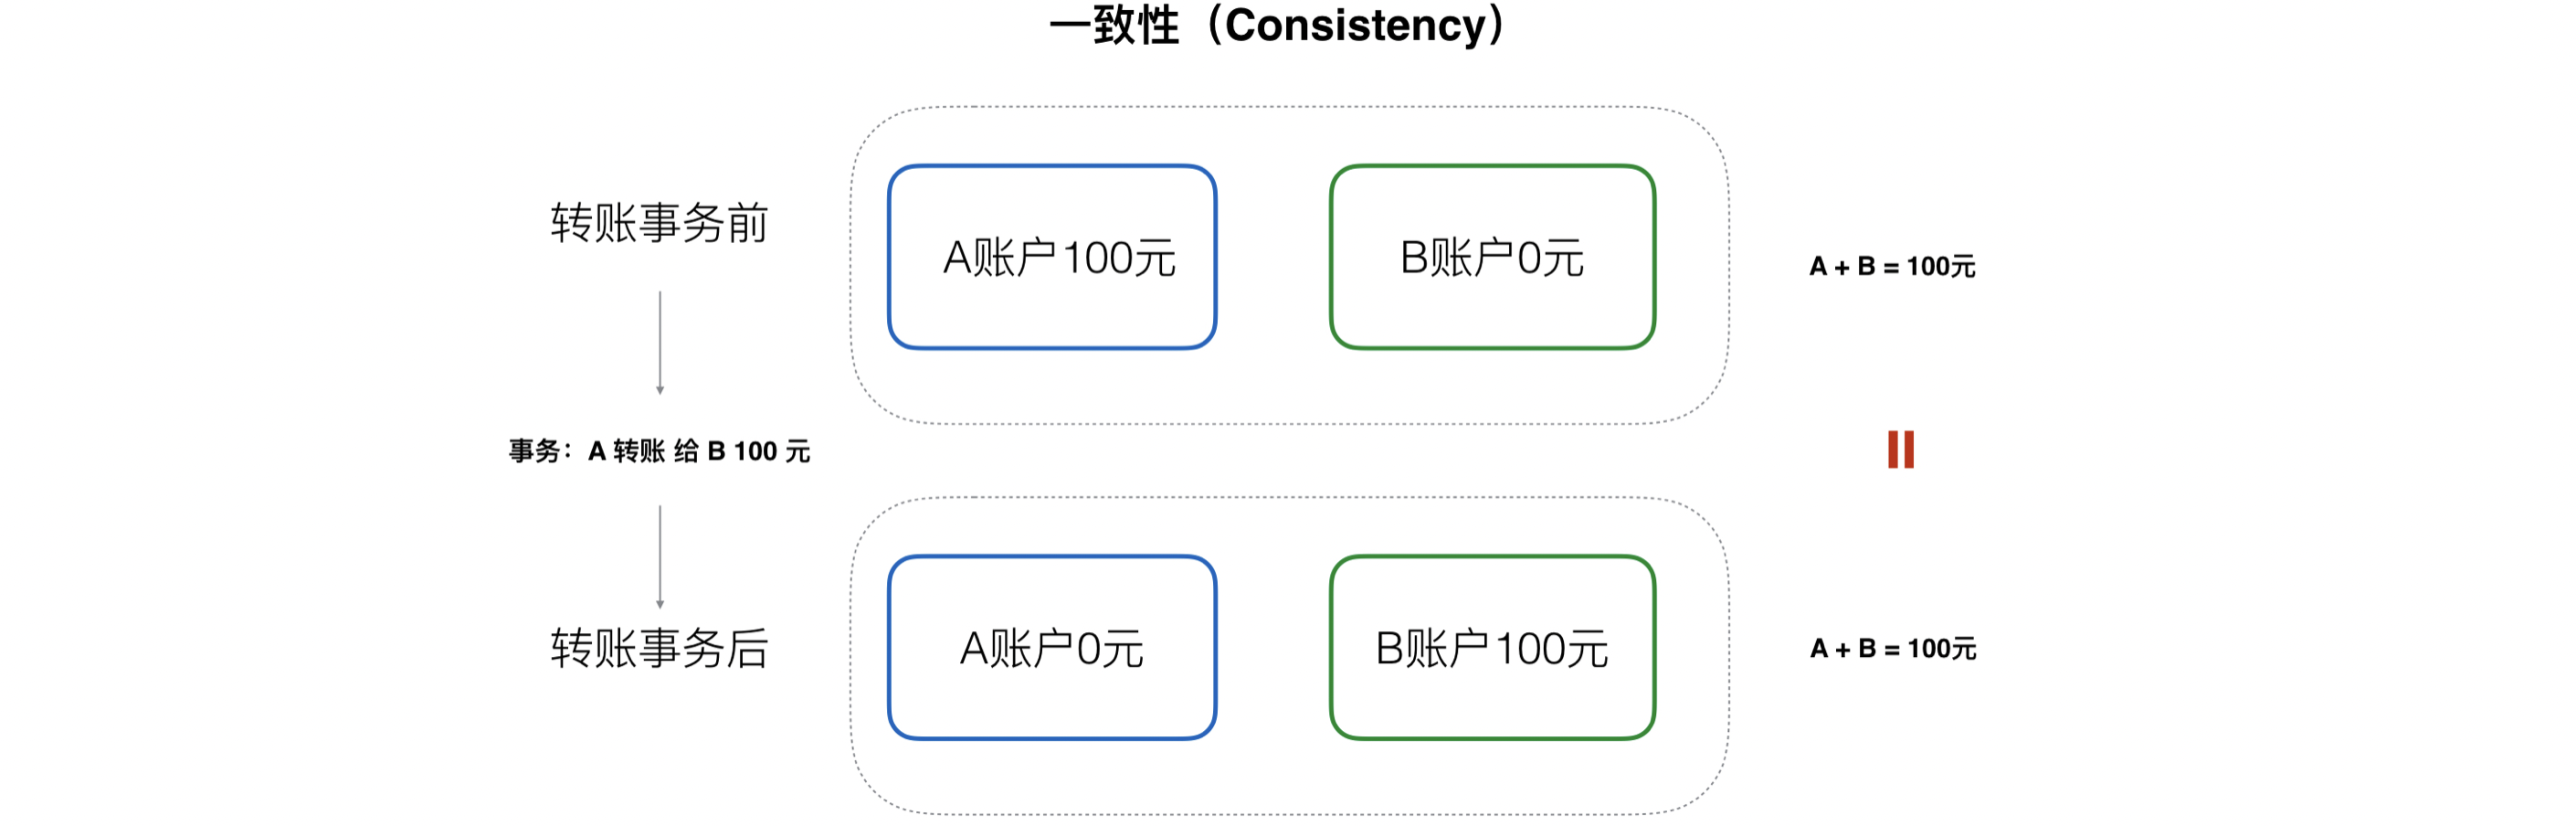 一致性（Consistency）
转账事务前
A账户100元
B账户0元
A + B = 100元
事务：A 转账 给 B 100 元
转账事务后
A账户0元
B账户100元
A + B = 100元